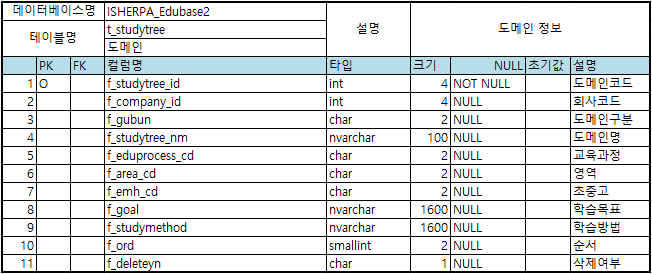 데이터베이스명 ISHERPA_Edubase2 설명 도메인 정보
테이블명 t_studytree
도메인
PK FK 컬럼명 타입 크기 NULL 초기값 설명
1 O f_studytree_id int 4 NOT NULL 도메인코드
2 f_company_id int 4 NULL 회사코드
3 f_gubun char 2 NULL 도메인구분
4 f_studytree_nm nvarchar 100 NULL 도메인명
5 f_eduprocess_cd char 2 NULL 교육과정
6 f_area_cd char 2 NULL 영역
7 f_emh_cd char 2 NULL 초중고
8 f_goal nvarchar 1600 NULL 학습목표
9 f_studymethod nvarchar 1600 NULL 학습방법
10 f_ord smallint 2 NULL 순서
11 f_deleteyn char 1 NULL 삭제여부